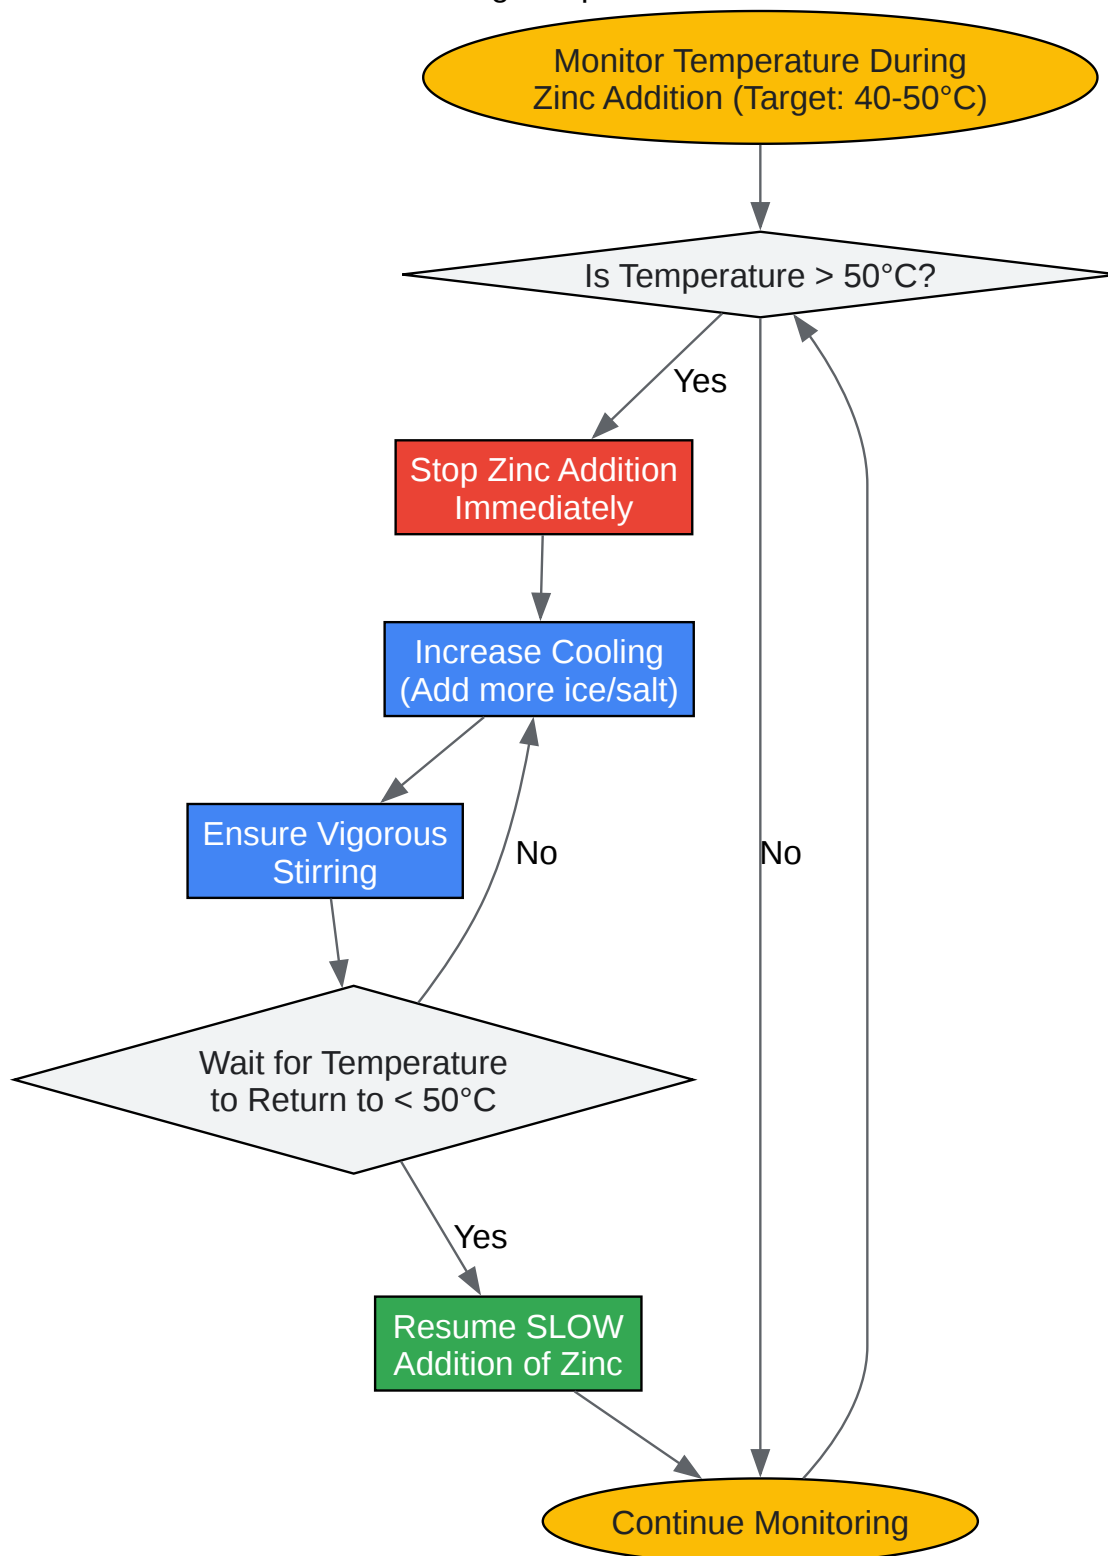 Monitor Temperature During
Zinc Addition (Target: 40-50°C)
Is Temperature > 50°C?
Yes
Stop Zinc Addition
Immediately
Increase Cooling
(Add more ice/salt)
Ensure Vigorous
Stirring
No
No
Wait for Temperature
to Return to < 50°C
Yes
Resume SLOW
Addition of Zinc
Continue Monitoring